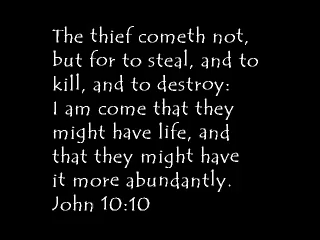 The thief cometh not,
but for to steal, and to
kill, and to destroy:
I am come that they
might have life, and
that they might have
it more abundantly.
John 10:10